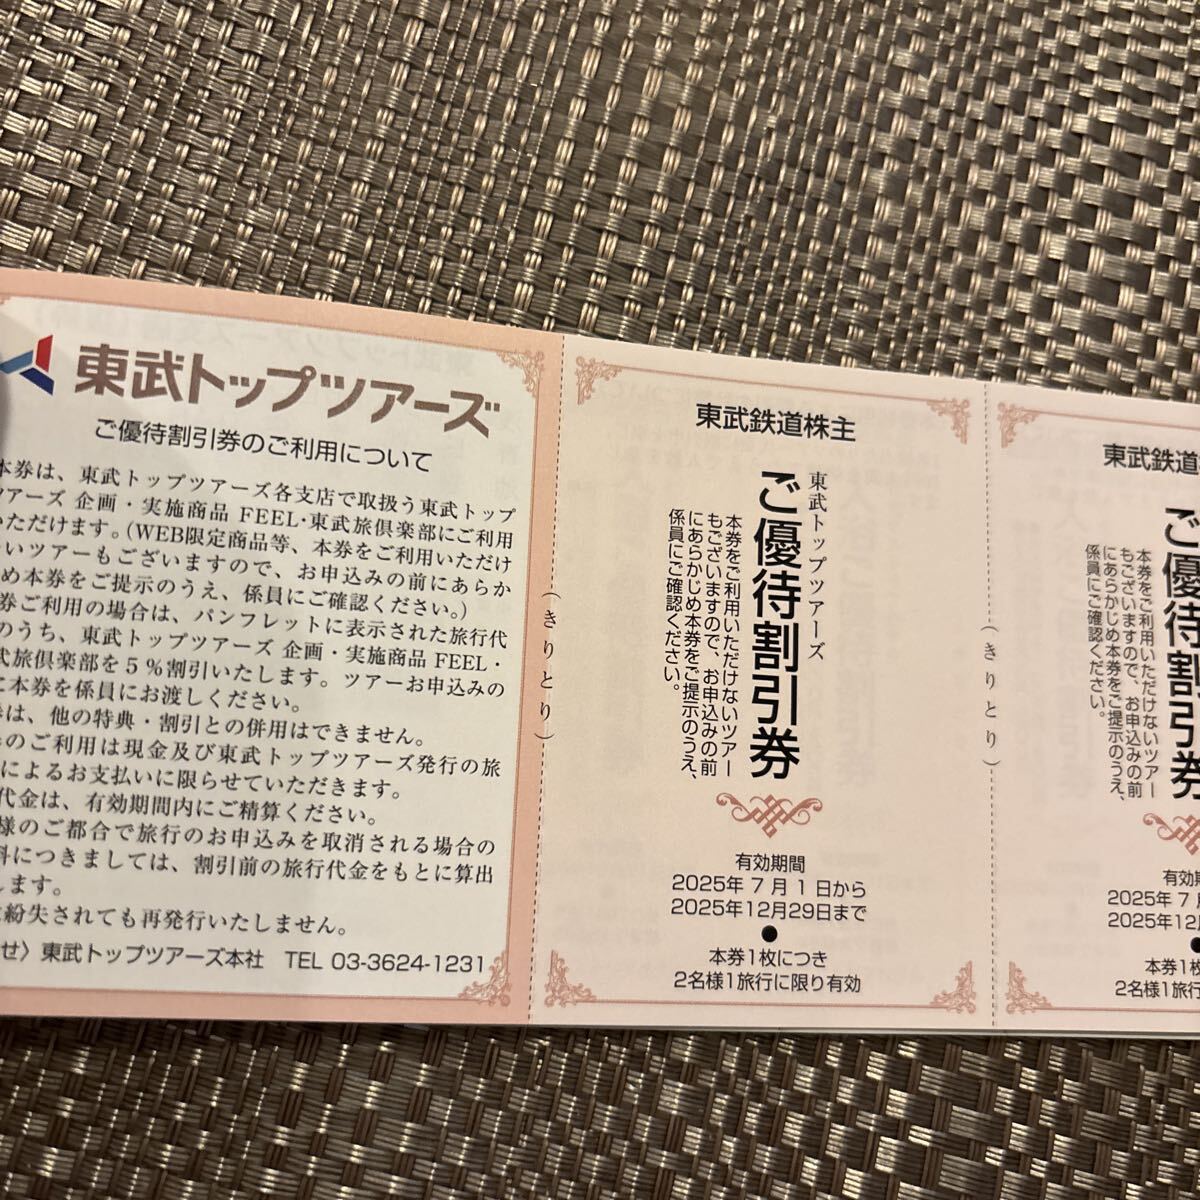 東武トップツアーズ
ご優待割引券のご利用について
本券は、東武トップツアーズ各支店で取扱う東武トップ
ツアーズ 企画・実施商品 FEEL・東武旅倶楽部にご利用
いただけます。(WEB限定商品等、本券をご利用いただけ
いツアーもございますので、お申込みの前にあらか
め本券をご提示のうえ、係員にご確認ください。)
券ご利用の場合は、パンフレットに表示された旅行代
のうち、東武トップツアーズ 企画・実施商品 FEEL・
武旅倶楽部を5%割引いたします。ツアーお申込みの
に本券を係員にお渡しください。
券は、他の特典・割引との併用はできません。
のご利用は現金及び東武トップツアーズ発行の旅
によるお支払いに限らせていただきます。
代金は、有効期間内にご精算ください。
様のご都合で旅行のお申込みを取消される場合の
料につきましては、割引前の旅行代金をもとに算出
します。
紛失されても再発行いたしません。
せ〉東武トップツアーズ本社 TEL 03-3624-1231
(きりとり)
東武鉄道株主
東武トップツアーズ
ご優待割引券
本券をご利用いただけないツアー
もございますので、お申込みの前
にあらかじめ本券をご提示のうえ、
係員にご確認ください。
有効期間
2025年7月1日から
2025年12月29日まで
●
本券1枚につき
2名様1旅行に限り有効
(きりとり)
東武鉄道
ご優待割引券
本券をご利用いただけないツアー
もございますので、お申込みの前
にあらかじめ本券をご提示のうえ、
係員にご確認ください。
有効期
2025年7月
2025年12月
●
本券1枚
2名様1旅行